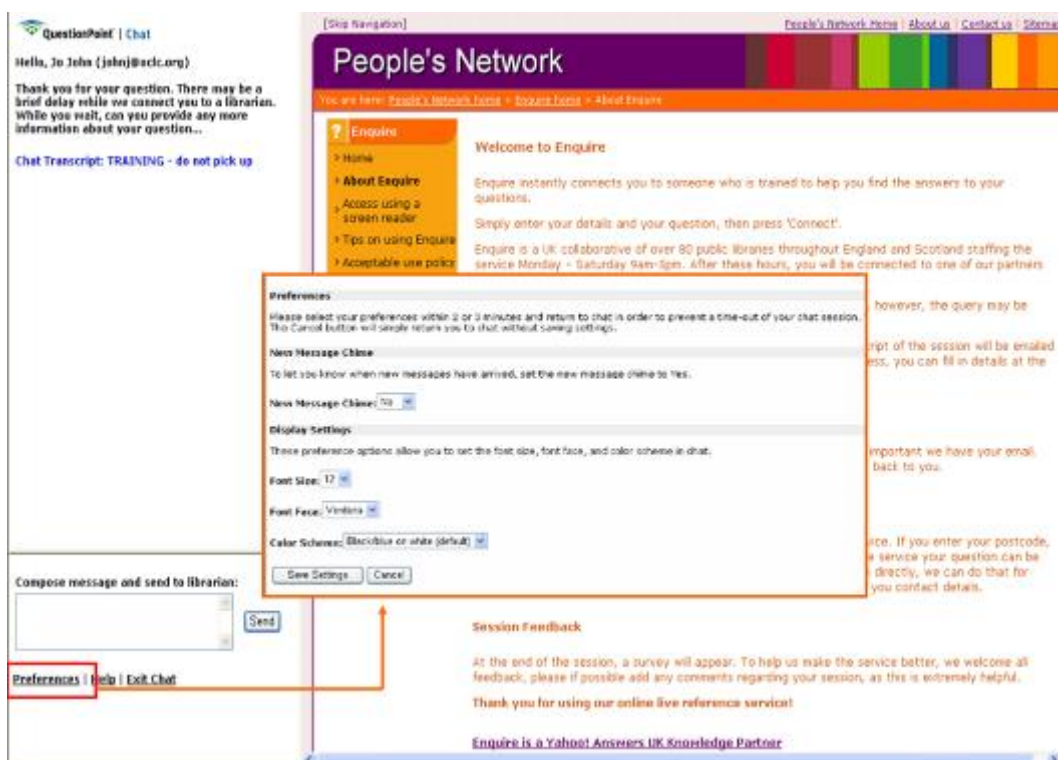 QuestionPoint | Chat
Hello, Jo John (johnj@oclc.org)
Thank you for your question. There may be a
brief delay while we connect you to a librarian.
While you wait, can you provide any more
information about your question...
Chat Transcript: TRAINING - do not pick up
Compose message and send to librarian:
Send
Preferences | Help | Exit Chat
[Skip Navigation]
People's Network Home | About us | Contact us | Sitema
People's Network
You are here: People's Network home > Enquire home > About Enquire
? Enquire
> Home
> About Enquire
> Access using a
screen reader
> Tips on using Enquire
> Acceptable use policy
Welcome to Enquire
Enquire instantly connects you to someone who is trained to help you find the answers to your
questions.
Simply enter your details and your question, then press 'Connect'.
Enquire is a UK collaborative of over 80 public libraries throughout England and Scotland staffing the
service Monday - Saturday 9am-5pm. After these hours, you will be connected to one of our partners
however, the query may be
ript of the session will be emailed
ess, you can fill in details at the
important we have your email
back to you.
ice. If you enter your postcode,
service your question can be
directly, we can do that for
you contact details.
Preferences
Please select your preferences within 2 or 3 minutes and return to chat in order to prevent a time-out of your chat session.
The Cancel button will simply return you to chat without saving settings.
New Message Chime
To let you know when new messages have arrived, set the new message chime to Yes.
New Message Chime: No
Display Settings
These preference options allow you to set the font size, font face, and color scheme in chat.
Font Size: 12
Font Face: Verdana
Color Scheme: Black/blue on white (default)
Save Settings Cancel
Session Feedback
At the end of the session, a survey will appear. To help us make the service better, we welcome all
feedback, please if possible add any comments regarding your session, as this is extremely helpful.
Thank you for using our online live reference service!
Enquire is a Yahoo! Answers UK Knowledge Partner